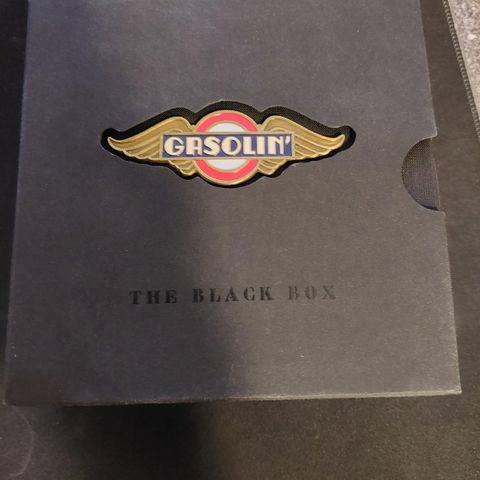 GASOLIN'
THE BLACK BOX